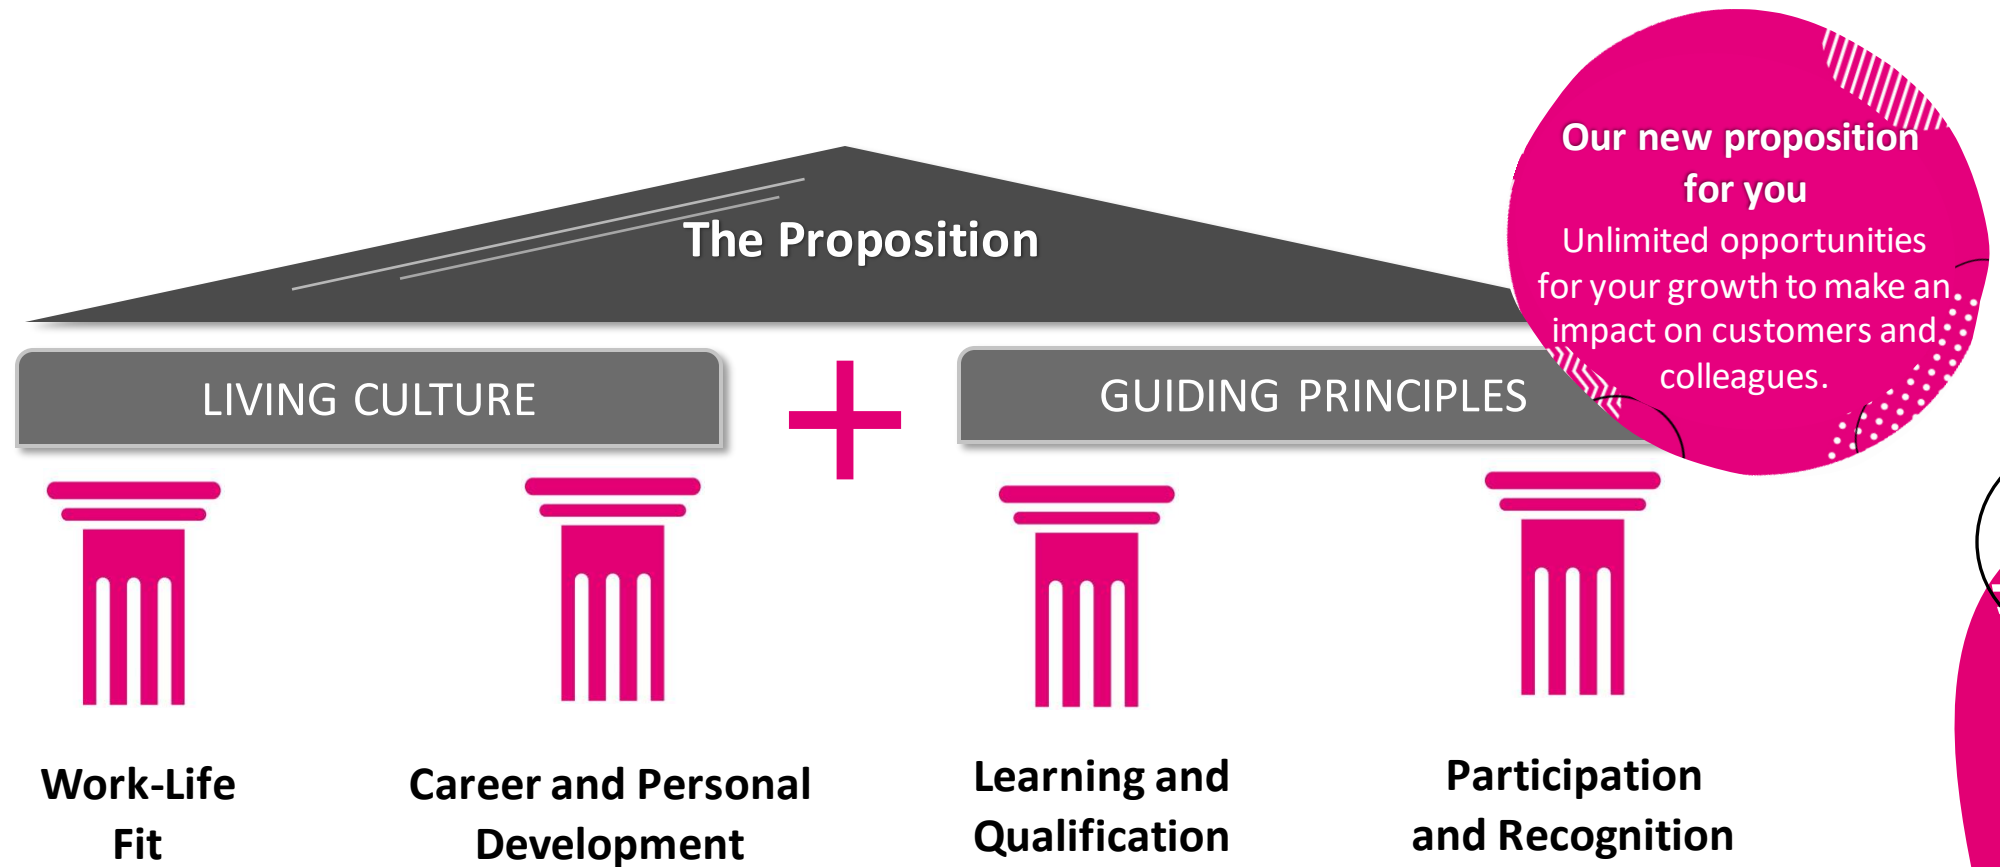 Our new proposition
for you
Unlimited opportunities
for your growth to make an
impact on customers and
colleagues.
The Proposition
LIVING CULTURE
+
GUIDING PRINCIPLES
Work-Life
Fit
Career and Personal
Development
Learning and
Qualification
Participation
and Recognition